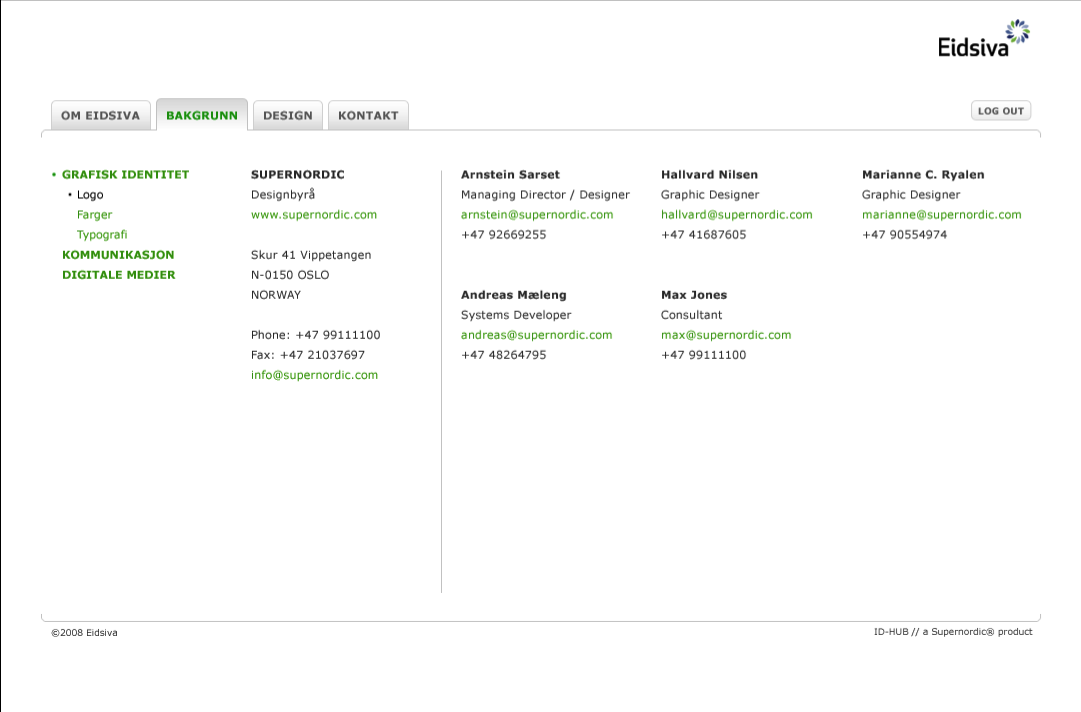 Eidsiva
OM EIDSIVA
BAKGRUNN
DESIGN
KONTAKT
LOG OUT
• GRAFISK IDENTITET
• Logo
Farger
Typografi
KOMMUNIKASJON
DIGITALE MEDIER
SUPERNORDIC
Designbyrå
www.supernordic.com
Skur 41 Vippetangen
N-0150 OSLO
NORWAY
Phone: +47 99111100
Fax: +47 21037697
info@supernordic.com
Arnstein Sarset
Managing Director / Designer
arnstein@supernordic.com
+47 92669255
Hallvard Nilsen
Graphic Designer
hallvard@supernordic.com
+47 41687605
Marianne C. Ryalen
Graphic Designer
marianne@supernordic.com
+47 90554974
Andreas Mæleng
Systems Developer
andreas@supernordic.com
+47 48264795
Max Jones
Consultant
max@supernordic.com
+47 99111100
©2008 Eidsiva
ID-HUB // a Supernordic® product